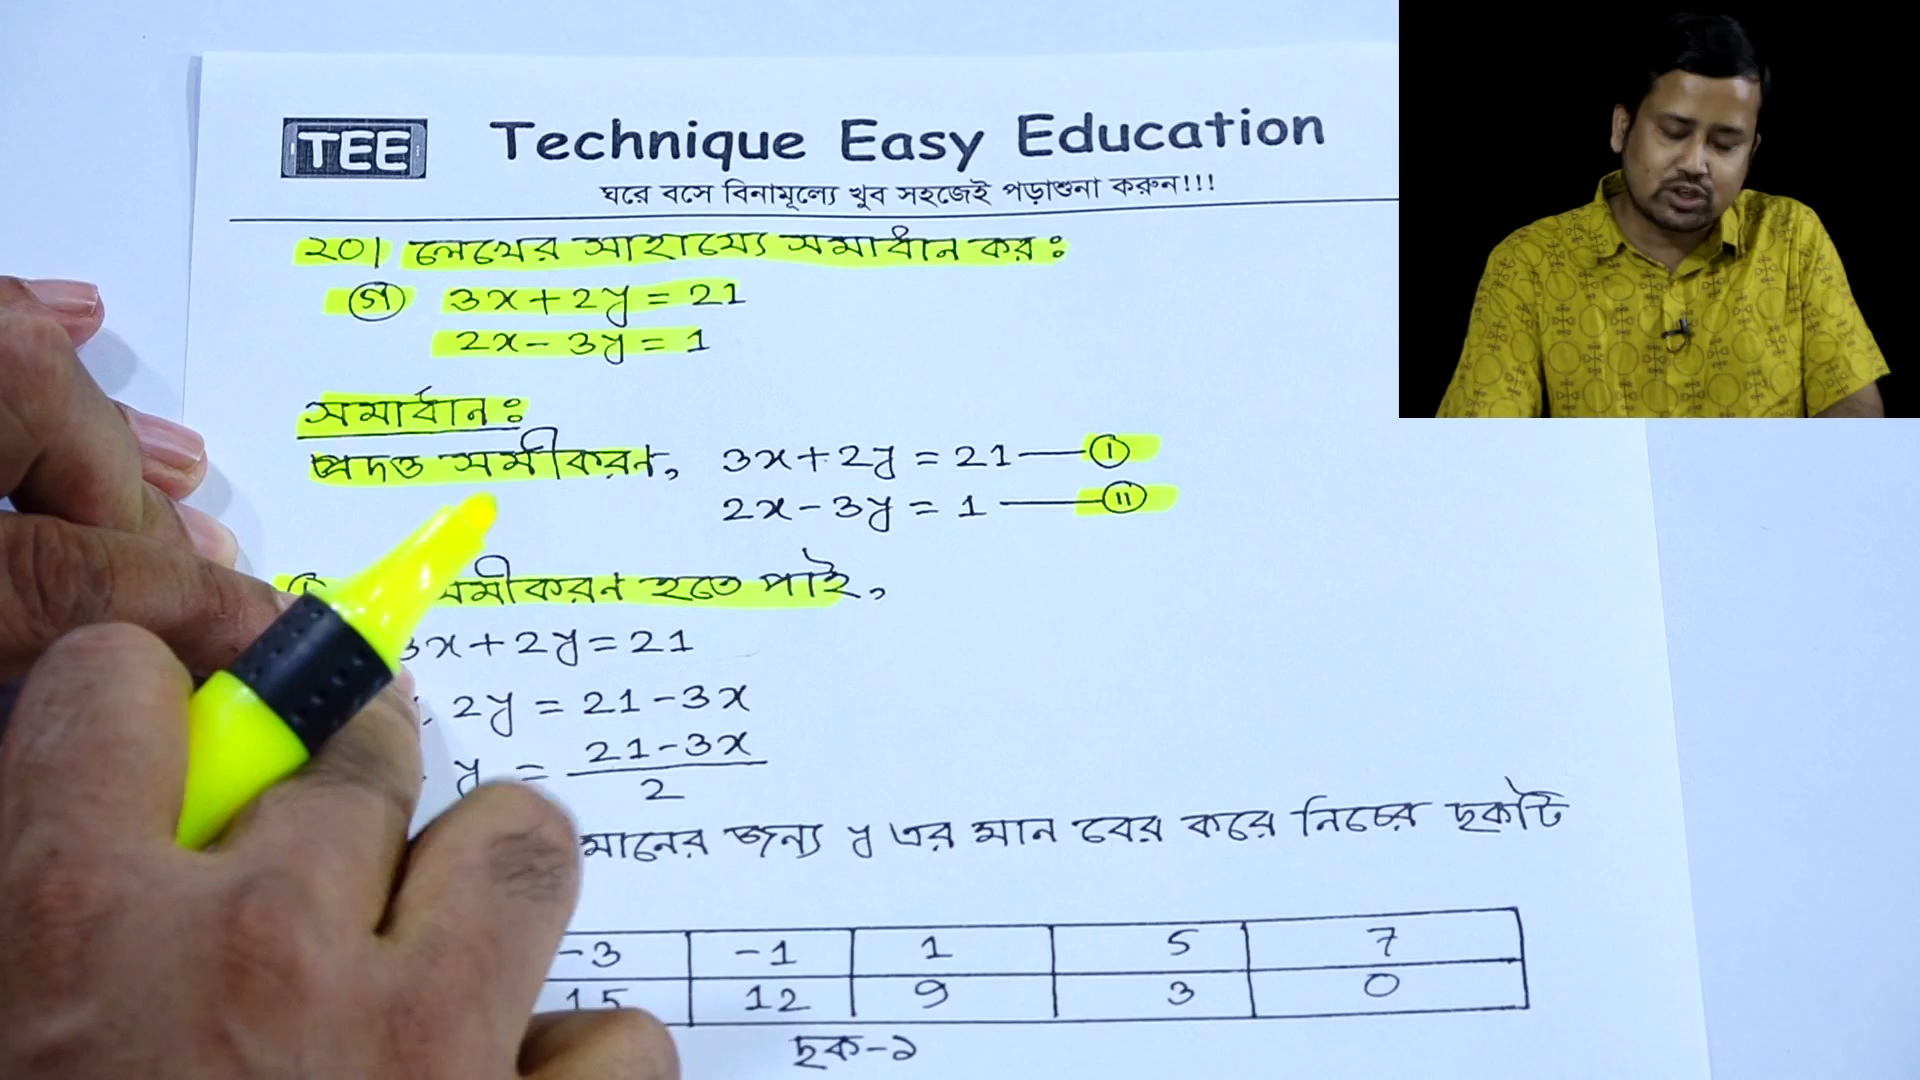 TEE Technique Easy Education
ঘরে বসে বিনামূল্যে খুব সহজেই পড়াশুনা করুন!!!
২০। লেখের সাহায্যে সমাধান কর:
গ 3x+2y=21
2x-3y=1
সমাধান:
প্রদত্ত সমীকরণ, 3x+2y=21 — i
2x-3y=1 — ii
সমীকরণ হতে পাই,
3x+2y=21
2y=21-3x
y = 21-3x
2
মানের জন্য y এর মান বের করে নিচের ছকটি
-3 -1 1 5 7
15 12 9 3 0
ছক-১